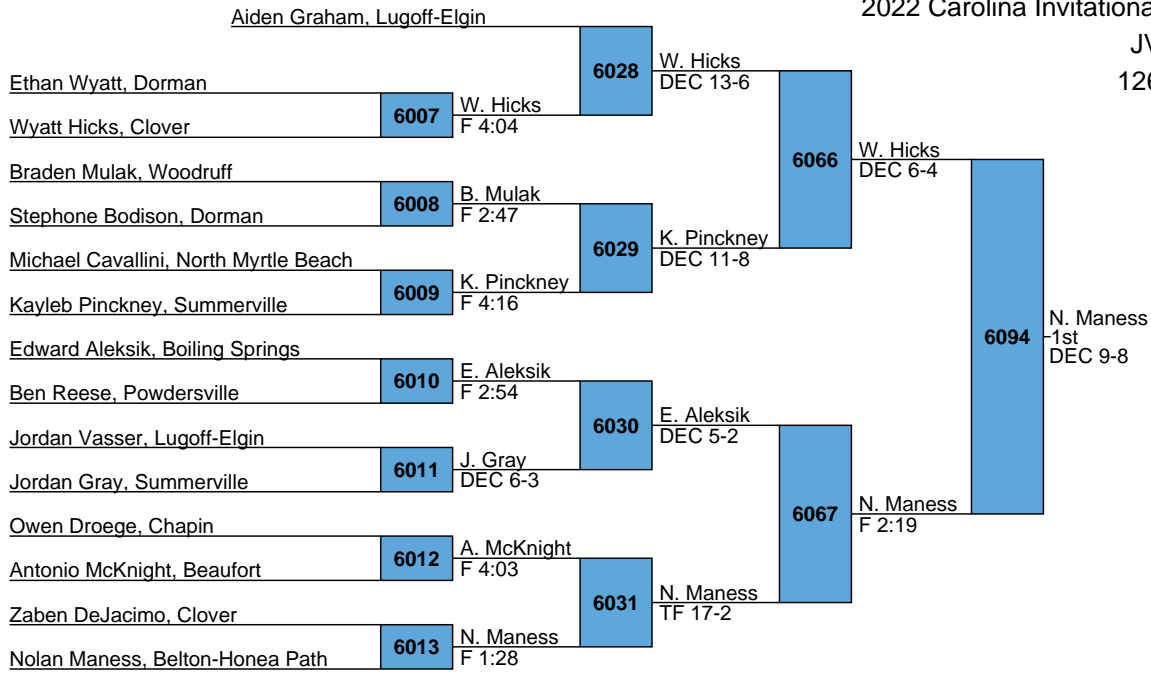 2022 Carolina Invitationa
JV
126
Aiden Graham, Lugoff-Elgin
Ethan Wyatt, Dorman
Wyatt Hicks, Clover
Braden Mulak, Woodruff
Stephone Bodison, Dorman
Michael Cavallini, North Myrtle Beach
Kayleb Pinckney, Summerville
Edward Aleksik, Boiling Springs
Ben Reese, Powdersville
Jordan Vasser, Lugoff-Elgin
Jordan Gray, Summerville
Owen Droege, Chapin
Antonio McKnight, Beaufort
Zaben DeJacimo, Clover
Nolan Maness, Belton-Honea Path
6007
6008
6009
6010
6011
6012
6013
W. Hicks
F 4:04
B. Mulak
F 2:47
K. Pinckney
F 4:16
E. Aleksik
F 2:54
J. Gray
DEC 6-3
A. McKnight
F 4:03
N. Maness
F 1:28
6028
6029
6030
6031
W. Hicks
DEC 13-6
K. Pinckney
DEC 11-8
E. Aleksik
DEC 5-2
N. Maness
TF 17-2
6066
6067
W. Hicks
DEC 6-4
N. Maness
F 2:19
6094
N. Maness
1st
DEC 9-8